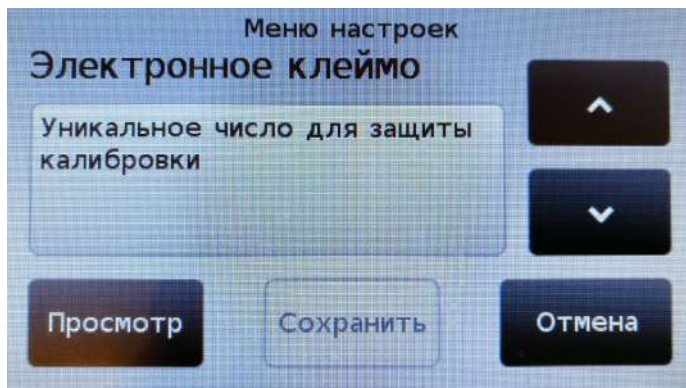 Меню настроек
Электронное клеймо
Уникальное число для защиты
калибровки
Просмотр
Сохранить
Отмена